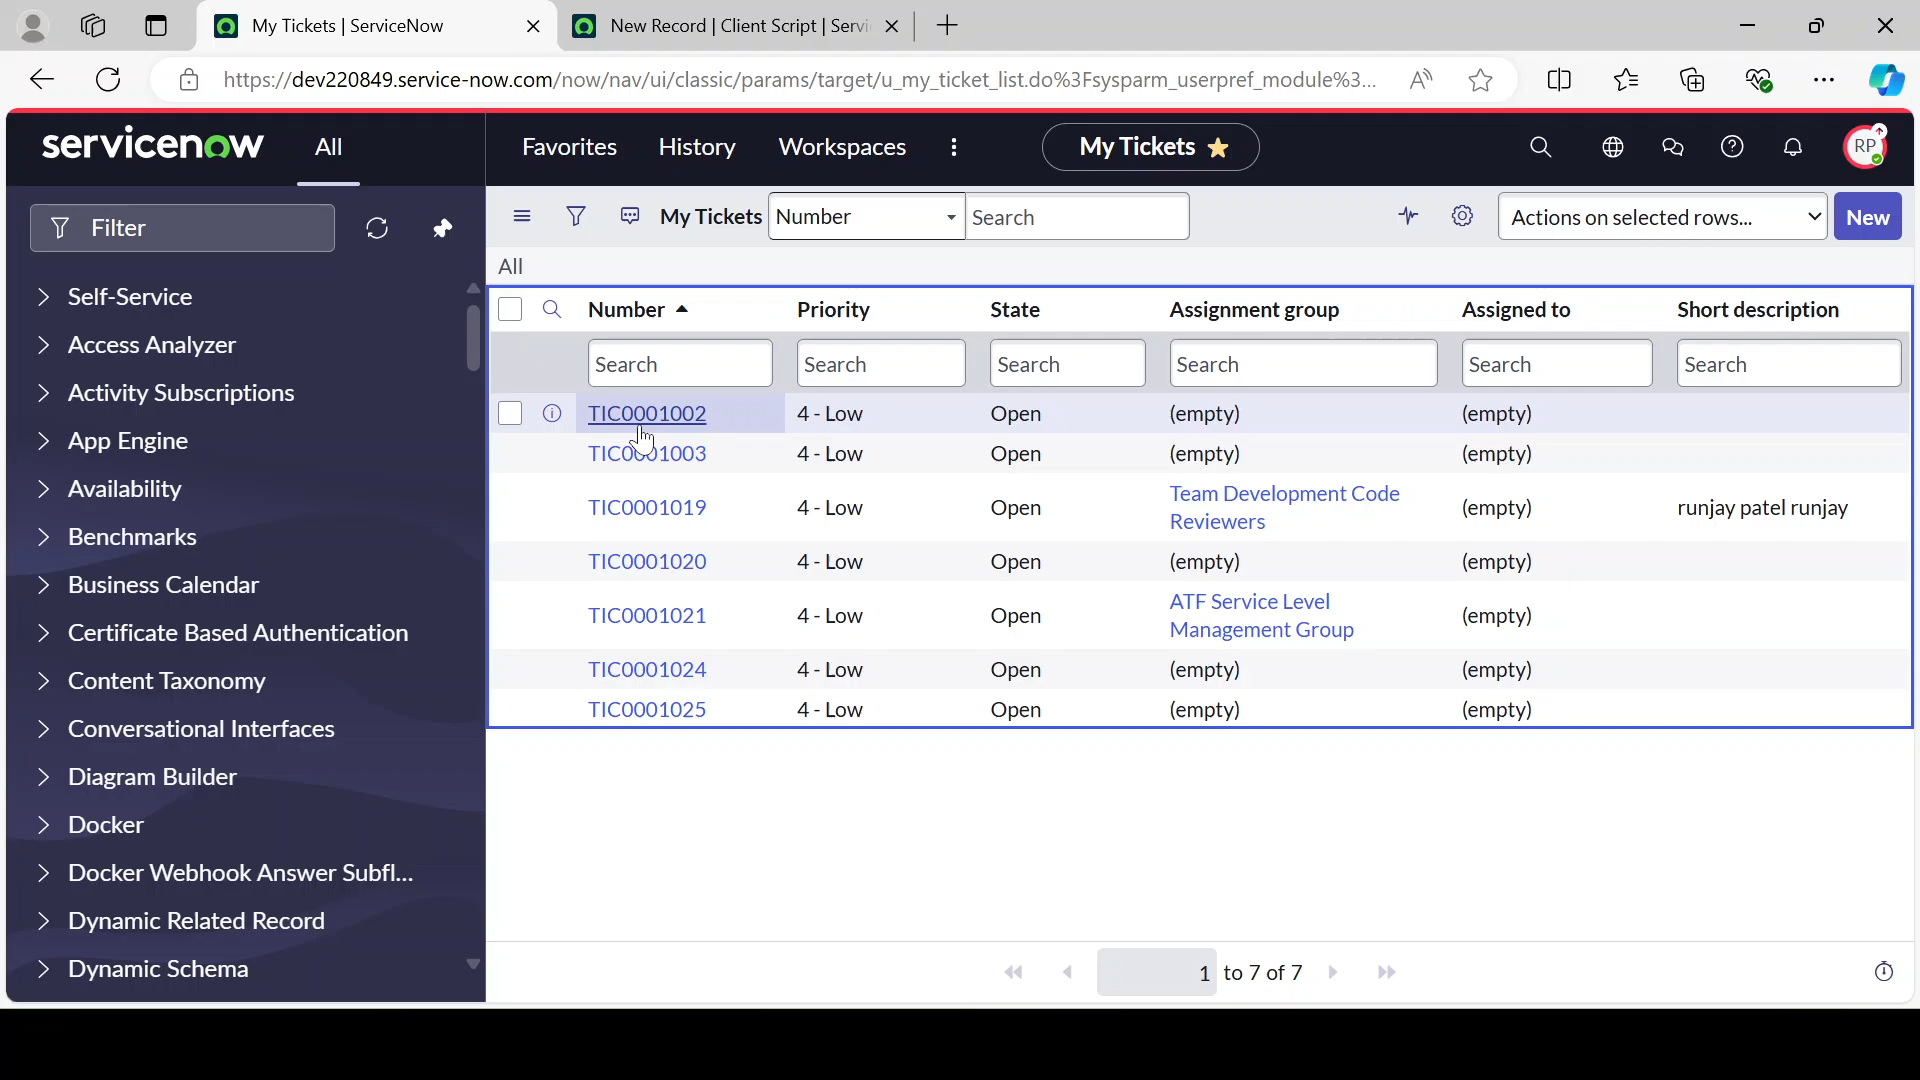 My Tickets | ServiceNow
New Record | Client Script | Servi
https://dev220849.service-now.com/now/nav/ui/classic/params/target/u_my_ticket_list.do%3Fsysparm_userpref_module%3...
servicenow
All
Favorites
History
Workspaces
My Tickets
RP
Filter
Self-Service
Access Analyzer
Activity Subscriptions
App Engine
Availability
Benchmarks
Business Calendar
Certificate Based Authentication
Content Taxonomy
Conversational Interfaces
Diagram Builder
Docker
Docker Webhook Answer Subfl...
Dynamic Related Record
Dynamic Schema
My Tickets
Number
Search
Actions on selected rows...
New
All
Number Priority State Assignment group Assigned to Short description
Search Search Search Search Search Search
TIC0001002 4 - Low Open (empty) (empty)
TIC0001003 4 - Low Open (empty) (empty)
TIC0001019 4 - Low Open Team Development Code Reviewers (empty) runjay patel runjay
TIC0001020 4 - Low Open (empty) (empty)
TIC0001021 4 - Low Open ATF Service Level Management Group (empty)
TIC0001024 4 - Low Open (empty) (empty)
TIC0001025 4 - Low Open (empty) (empty)
1 to 7 of 7